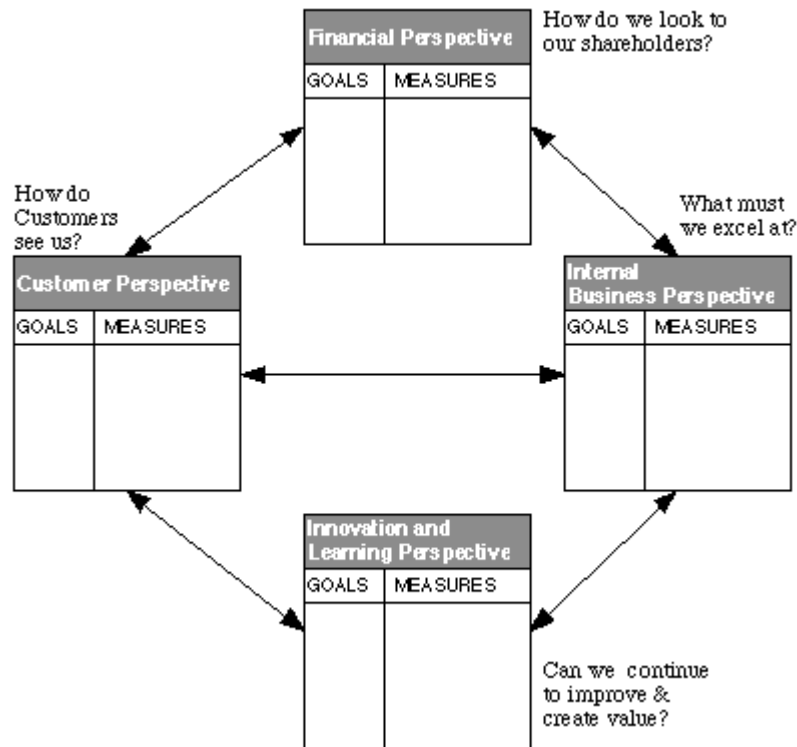 Financial Perspective
How do we look to
our shareholders?
GOALS MEASURES
How do
Customers
see us?
What must
we excel at?
Customer Perspective
GOALS MEASURES
Internal
Business Perspective
GOALS MEASURES
Innovation and
Learning Perspective
GOALS MEASURES
Can we continue
to improve &
create value?